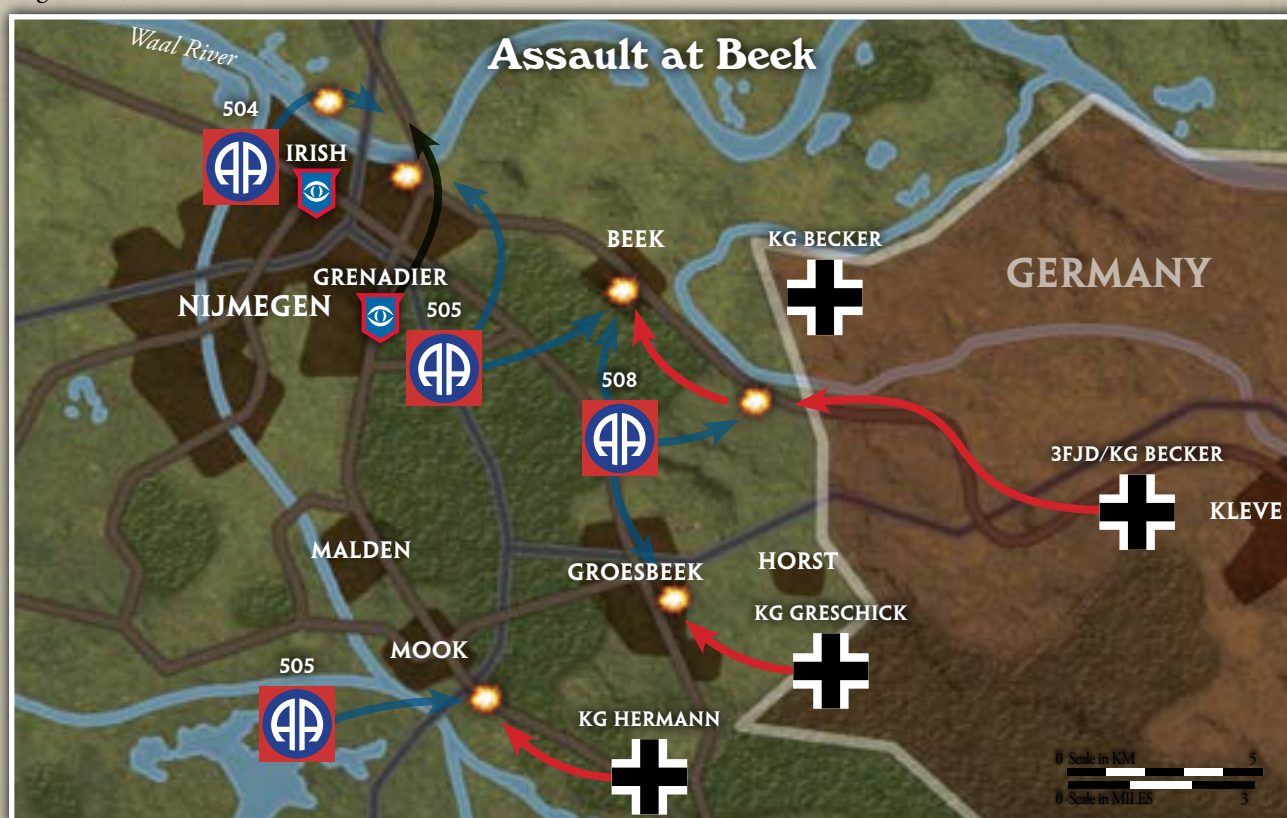 Assault at Beek
Waal River
504
IRISH
BEEK
KG BECKER
GERMANY
GRENADIER
NIJMEGEN
505
508
3FJD/KG BECKER
KLEVE
MALDEN
HORST
GROESBEEK
KG GRESCHICK
MOOK
505
KG HERMANN
0 Scale in KM 5
0 Scale in MILES 3